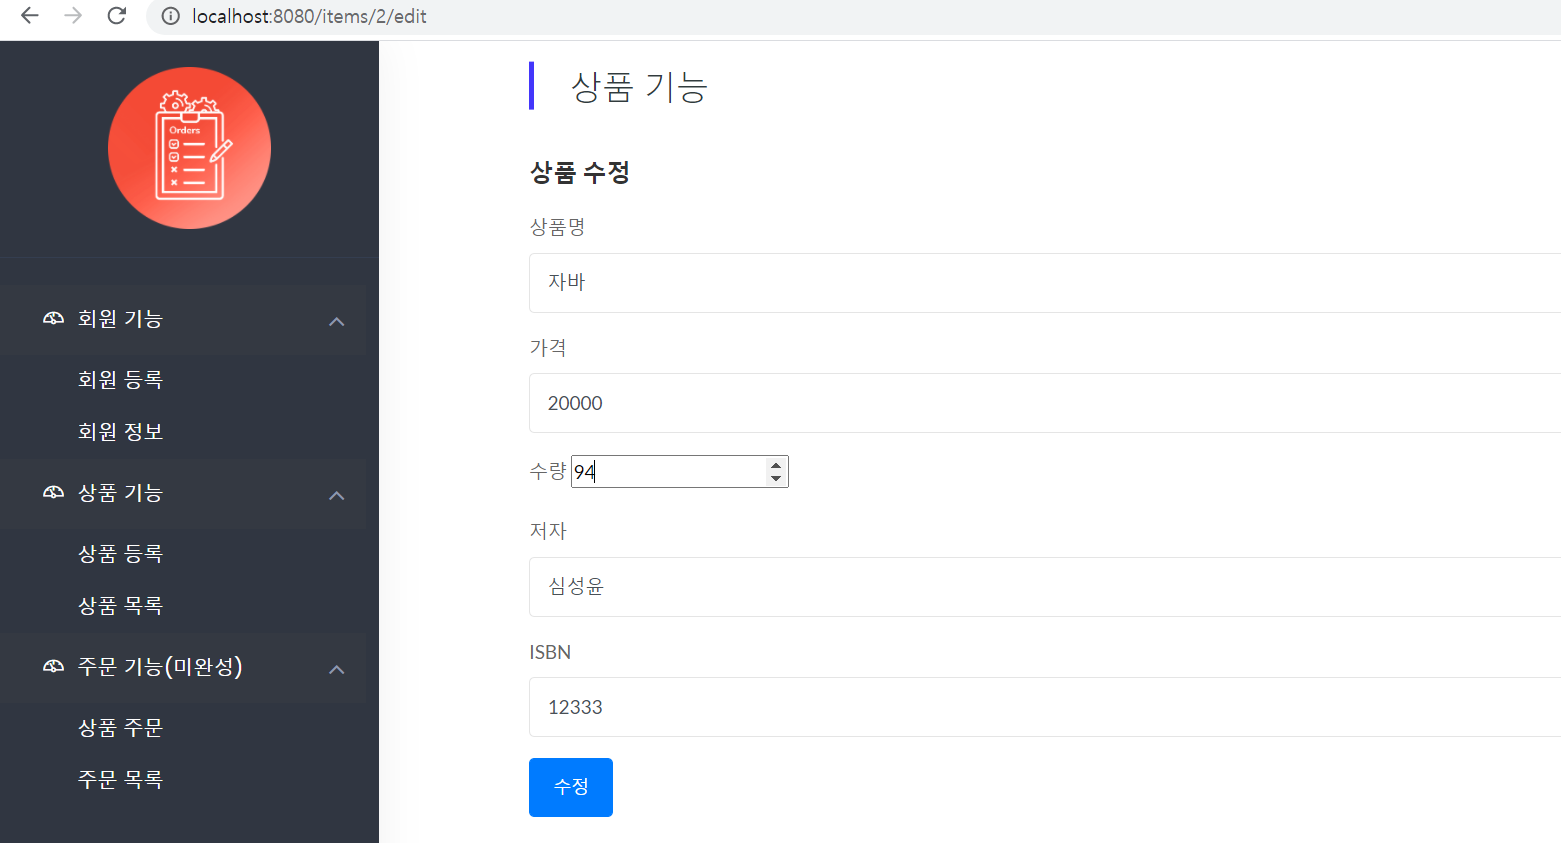 localhost:8080/items/2/edit
Orders
회원 기능
회원 등록
회원 정보
상품 기능
상품 등록
상품 목록
주문 기능(미완성)
상품 주문
주문 목록
상품 기능
상품 수정
상품명
자바
가격
20000
수량 94
저자
심성윤
ISBN
12333
수정